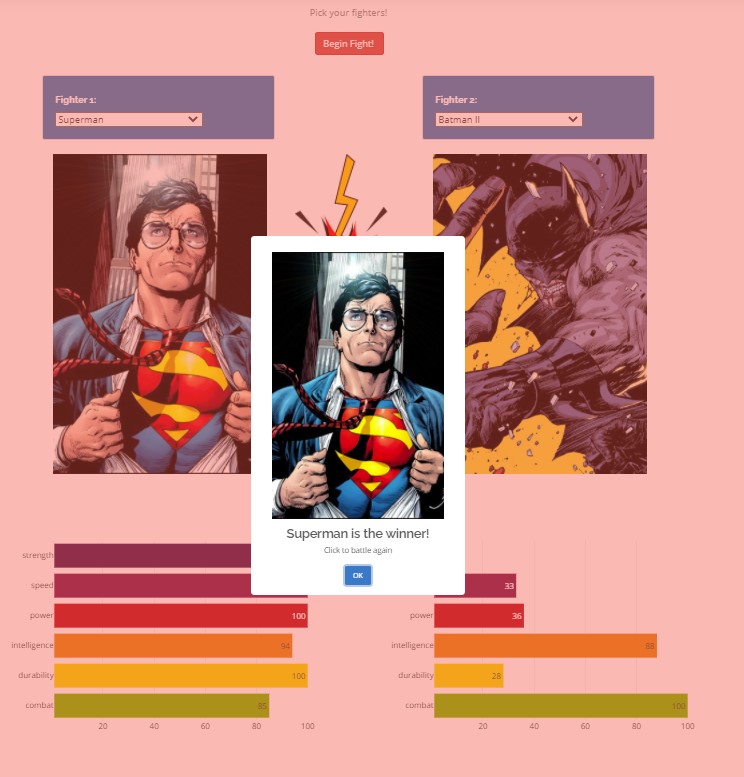 Pick your fighters!
Begin Fight!
Fighter 1:
Superman
Fighter 2:
Batman II
Superman is the winner!
Click to battle again
OK
strength
speed
power 100
intelligence 94
durability 100
combat 85
20 40 60 80 100
33
power 36
intelligence 88
durability 28
combat 100
20 40 60 80 100